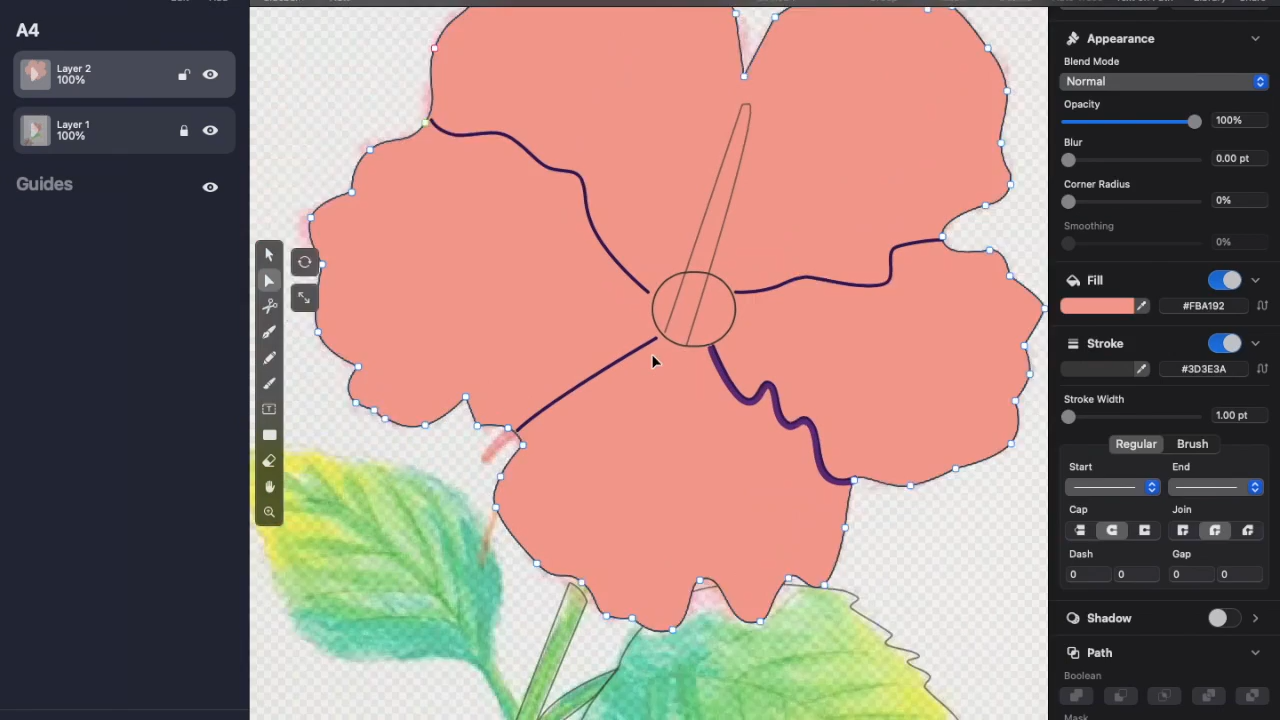 A4
Layer 2
100%
Layer 1
100%
Guides
Appearance
Blend Mode
Normal
Opacity
100%
Blur
0.00 pt
Corner Radius
0%
Smoothing
0%
Fill
#FBA192
Stroke
#3D3E3A
Stroke Width
1.00 pt
Regular
Brush
Start
End
Cap
Join
Dash
Gap
0
0
0
0
Shadow
Path
Boolean